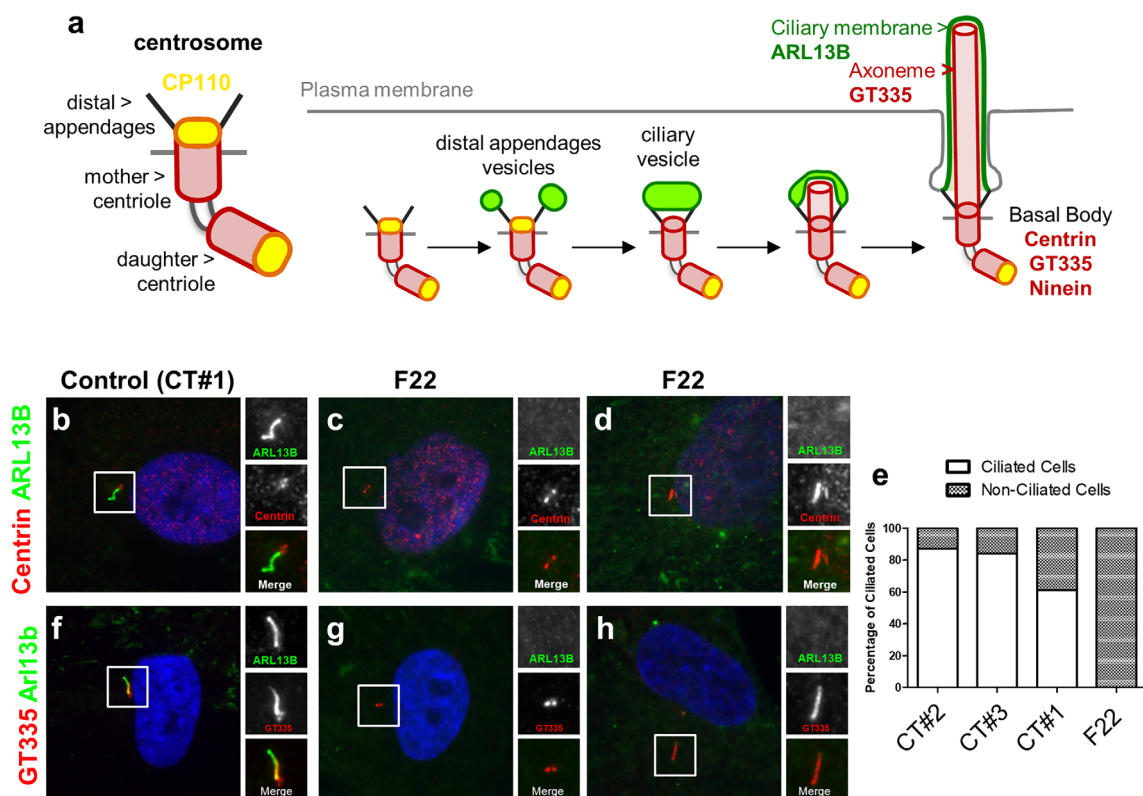 a
centrosome
CP110
distal >
appendages
mother >
centriole
daughter >
centriole
Plasma membrane
distal appendages
vesicles
ciliary
vesicle
Ciliary membrane >
ARL13B
Axoneme >
GT335
Basal Body
Centrin
GT335
Ninein
Control (CT#1)
F22
F22
Centrin ARL13B
b
ARL13B
Centrin
Merge
c
ARL13B
Centrin
Merge
d
ARL13B
Centrin
Merge
e
Ciliated Cells
Non-Ciliated Cells
Percentage of Ciliated Cells
100
80
60
40
20
0
CT#2
CT#3
CT#1
F22
GT335 Arl13b
f
ARL13B
GT335
Merge
g
ARL13B
GT335
Merge
h
ARL13B
GT335
Merge